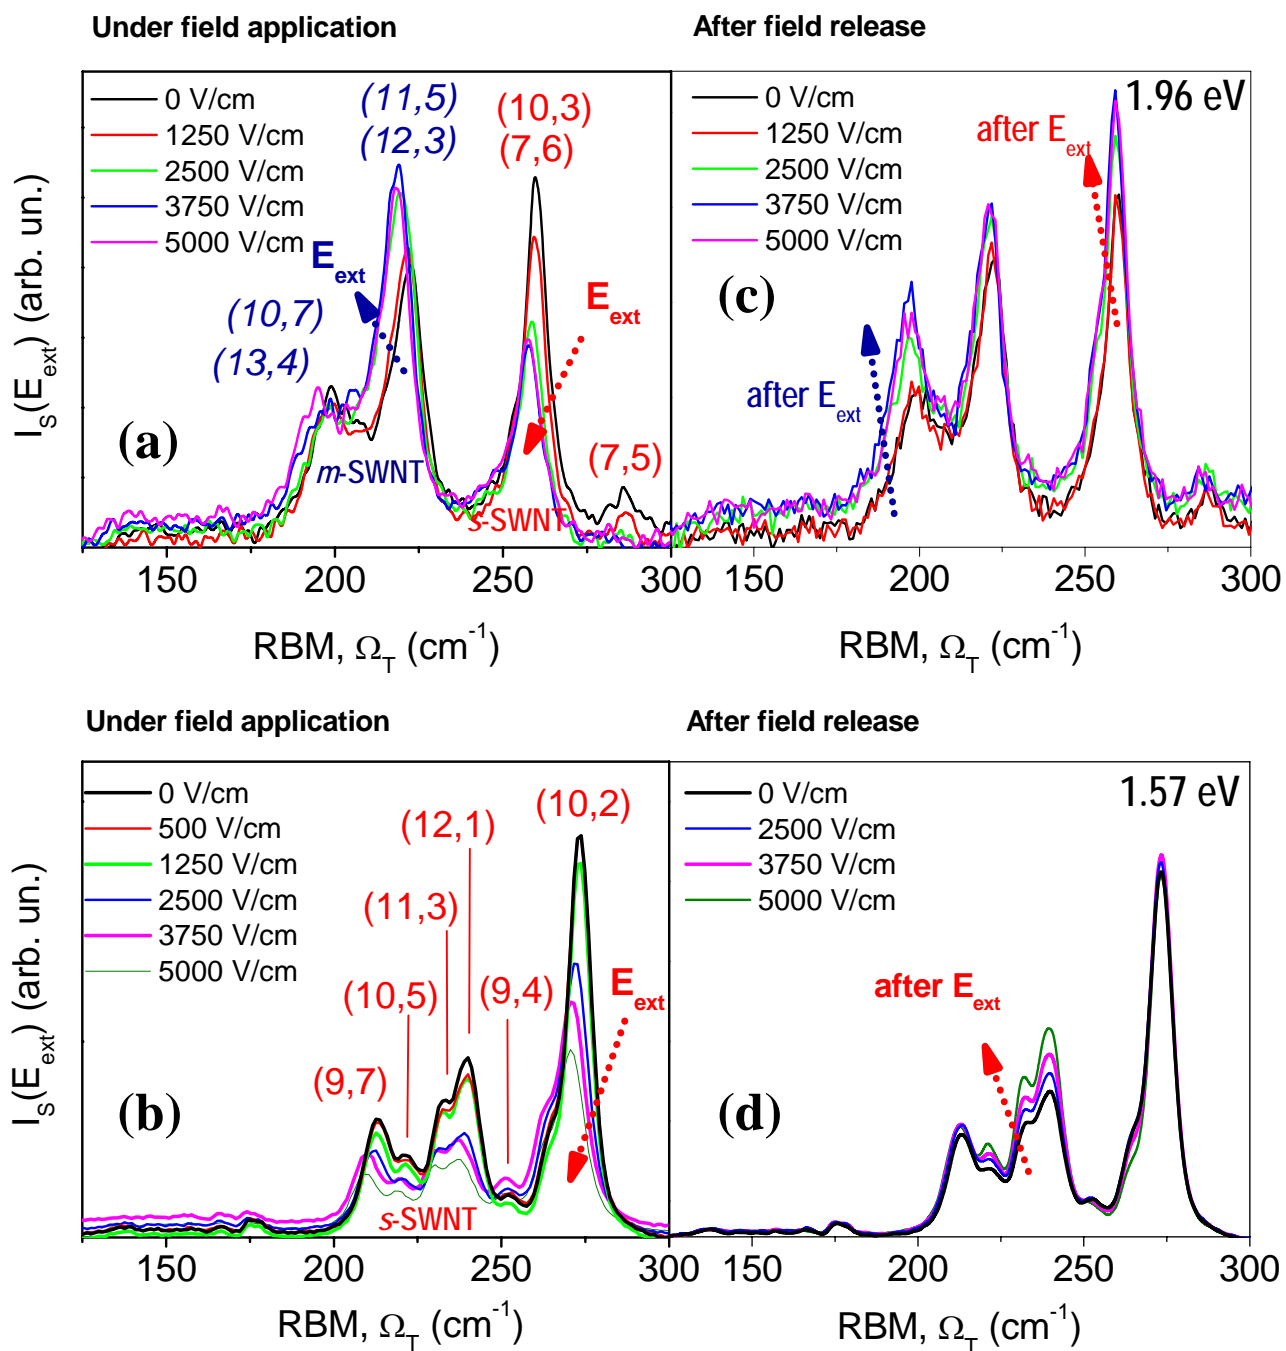 Under field application
After field release
0 V/cm
1250 V/cm
2500 V/cm
3750 V/cm
5000 V/cm
(11,5)
(12,3)
(10,3)
(7,6)
E_ext
E_ext
(10,7)
(13,4)
(7,5)
(a)
m-SWNT
s-SWNT
I_S(E_ext) (arb. un.)
150 200 250 300
RBM, Ω_T (cm^-1)
0 V/cm
1250 V/cm
2500 V/cm
3750 V/cm
5000 V/cm
1.96 eV
after E_ext
(c)
after E_ext
150 200 250 300
RBM, Ω_T (cm^-1)
Under field application
After field release
0 V/cm
500 V/cm
1250 V/cm
2500 V/cm
3750 V/cm
5000 V/cm
(12,1)
(10,2)
(11,3)
(10,5)
(9,4)
E_ext
(9,7)
(b)
s-SWNT
I_S(E_ext) (arb. un.)
150 200 250 300
RBM, Ω_T (cm^-1)
0 V/cm
2500 V/cm
3750 V/cm
5000 V/cm
1.57 eV
after E_ext
(d)
150 200 250 300
RBM, Ω_T (cm^-1)